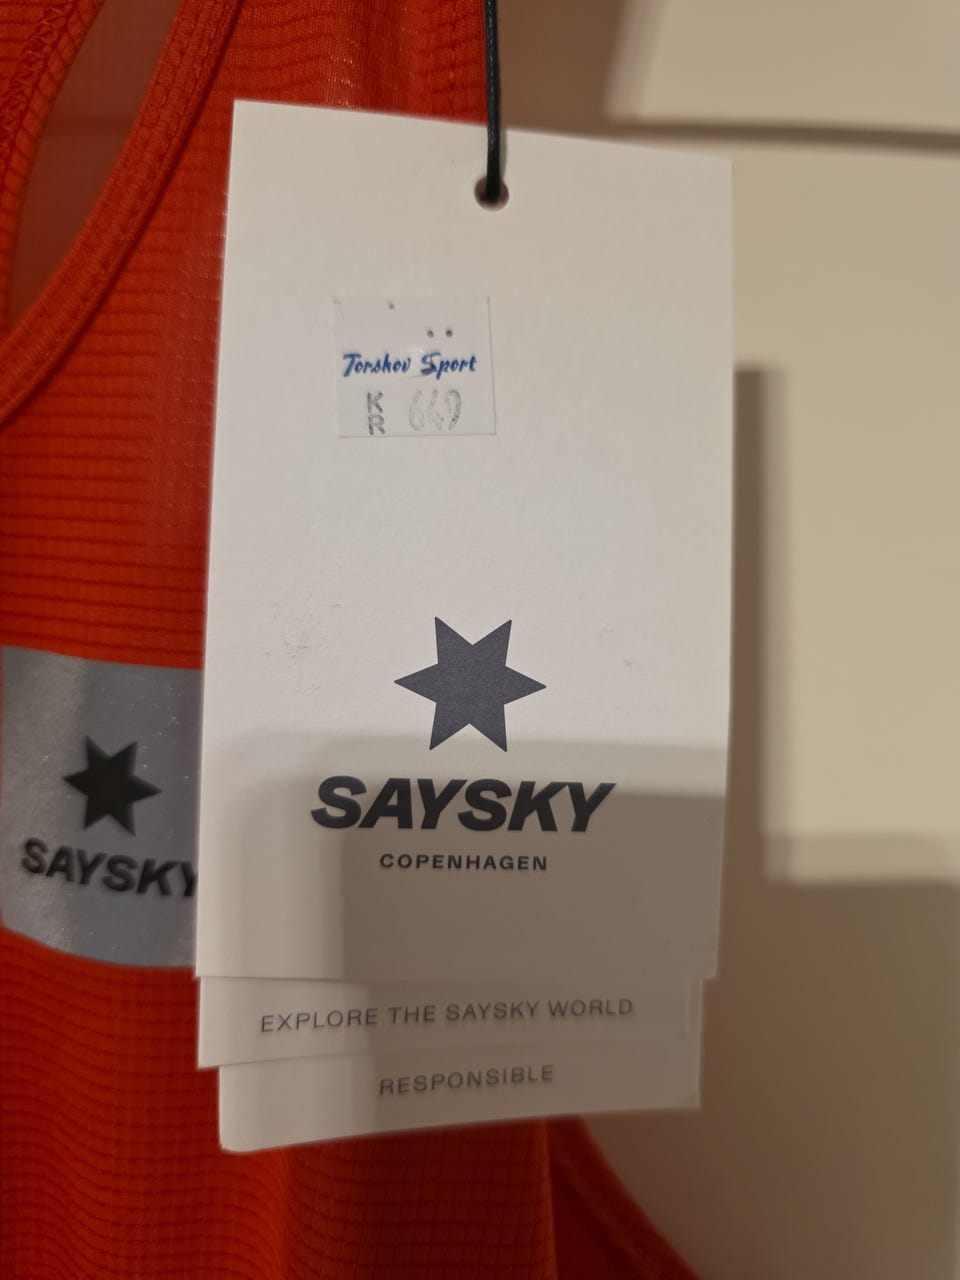 Torshov Sport
KR 649
SAYSKY
COPENHAGEN
SAYSKY
EXPLORE THE SAYSKY WORLD
RESPONSIBLE